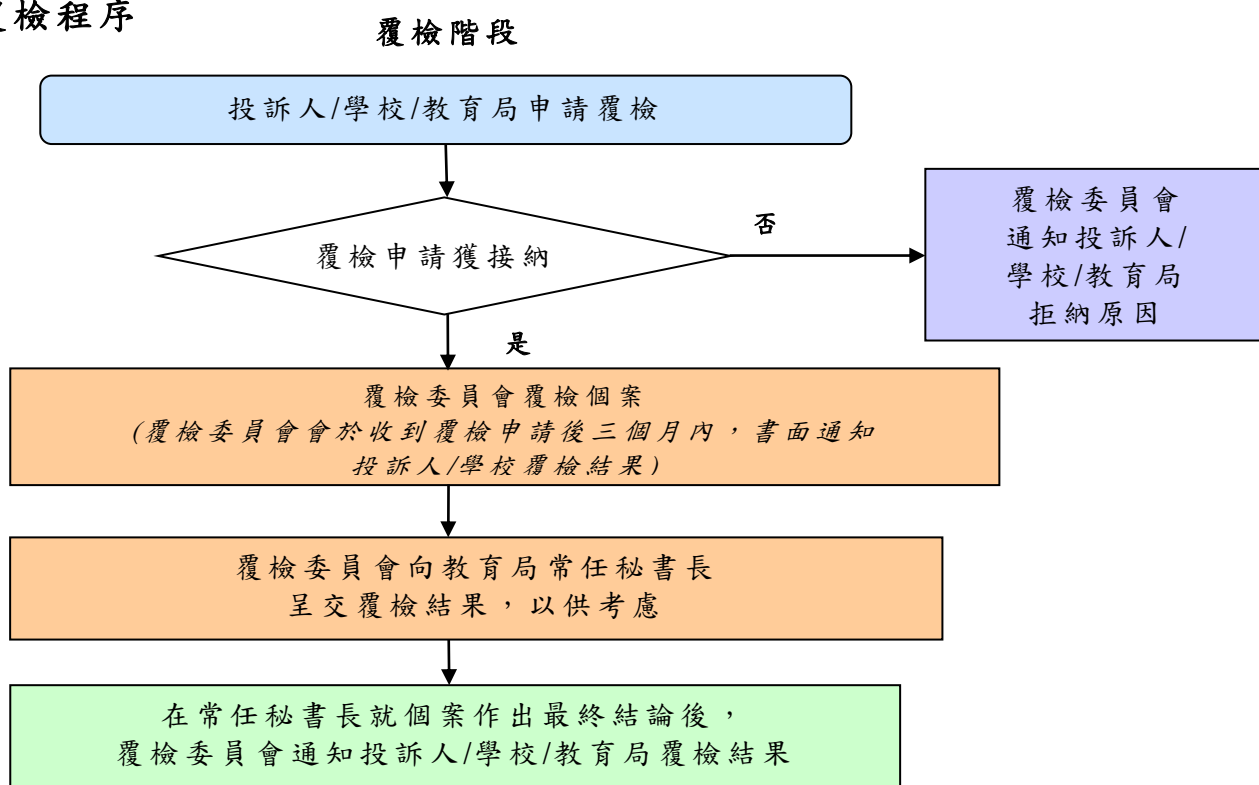 檢程序
覆檢階段
投訴人/學校/教育局申請覆檢
覆檢申請獲接納
否
覆檢委員會
通知投訴人/
學校/教育局
拒納原因
是
覆檢委員會覆檢個案
(覆檢委員會會於收到覆檢申請後三個月內，書面通知
投訴人/學校覆檢結果)
覆檢委員會向教育局常任秘書長
呈交覆檢結果，以供考慮
在常任秘書長就個案作出最終結論後，
覆檢委員會通知投訴人/學校/教育局覆檢結果